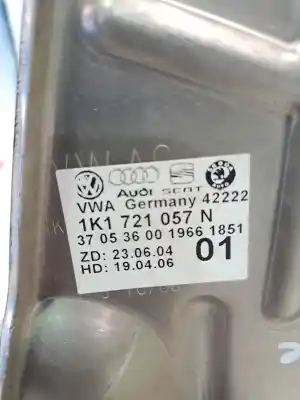 AUDI SEAT
VWA Germany 42222
1K1 721 057 N
37 05 36 00 1966 1851
ZD: 23.06.04
HD: 19.04.06
01